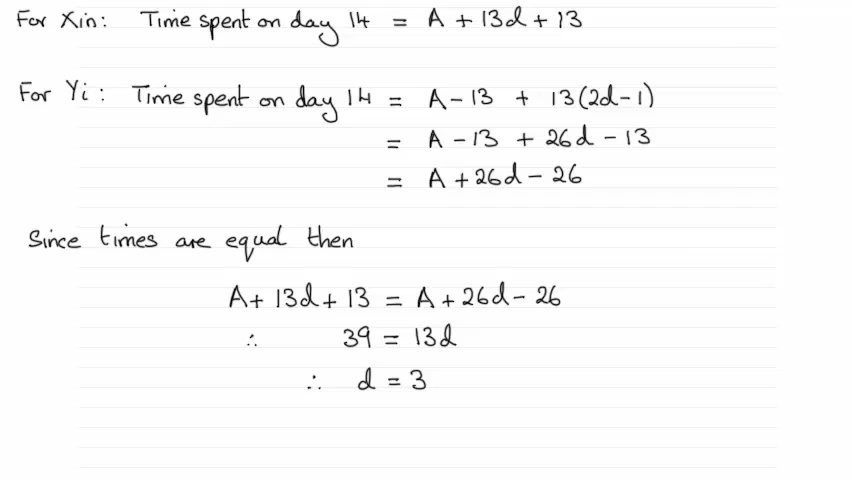 For Xin: Time spent on day 14 = A + 13d + 13
For Yi: Time spent on day 14 = A - 13 + 13(2d-1)
= A - 13 + 26d - 13
= A + 26d - 26
Since times are equal then
A + 13d + 13 = A + 26d - 26
∴ 39 = 13d
∴ d = 3